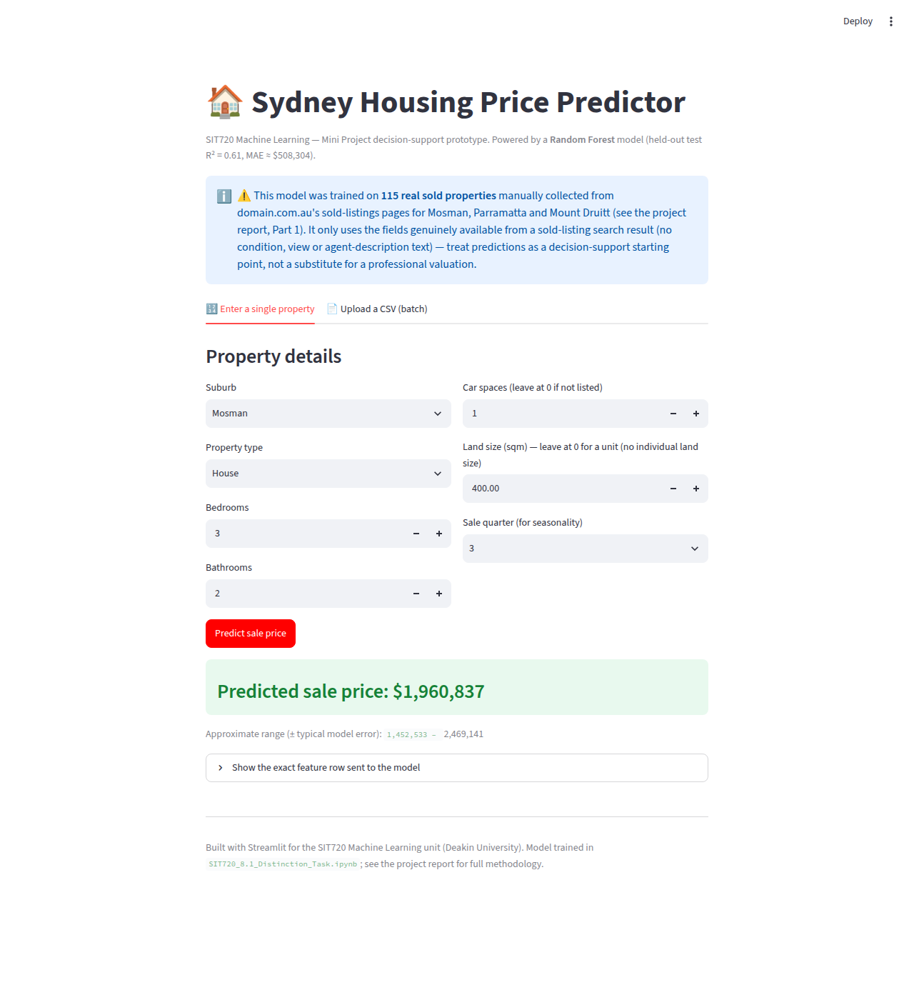 Deploy
🏠 Sydney Housing Price Predictor
SIT720 Machine Learning — Mini Project decision-support prototype. Powered by a Random Forest model (held-out test
R² = 0.61, MAE ≈ $508,304).
ℹ️ ⚠️ This model was trained on 115 real sold properties manually collected from
domain.com.au's sold-listings pages for Mosman, Parramatta and Mount Druitt (see the project
report, Part 1). It only uses the fields genuinely available from a sold-listing search result (no
condition, view or agent-description text) — treat predictions as a decision-support starting
point, not a substitute for a professional valuation.
🔢 Enter a single property
📄 Upload a CSV (batch)
Property details
Suburb
Mosman
Property type
House
Bedrooms
3
Bathrooms
2
Car spaces (leave at 0 if not listed)
1
Land size (sqm) — leave at 0 for a unit (no individual land
size)
400.00
Sale quarter (for seasonality)
3
Predict sale price
Predicted sale price: $1,960,837
Approximate range (± typical model error): 1,452,533 – 2,469,141
Show the exact feature row sent to the model
Built with Streamlit for the SIT720 Machine Learning unit (Deakin University). Model trained in
SIT720_8.1_Distinction_Task.ipynb ; see the project report for full methodology.